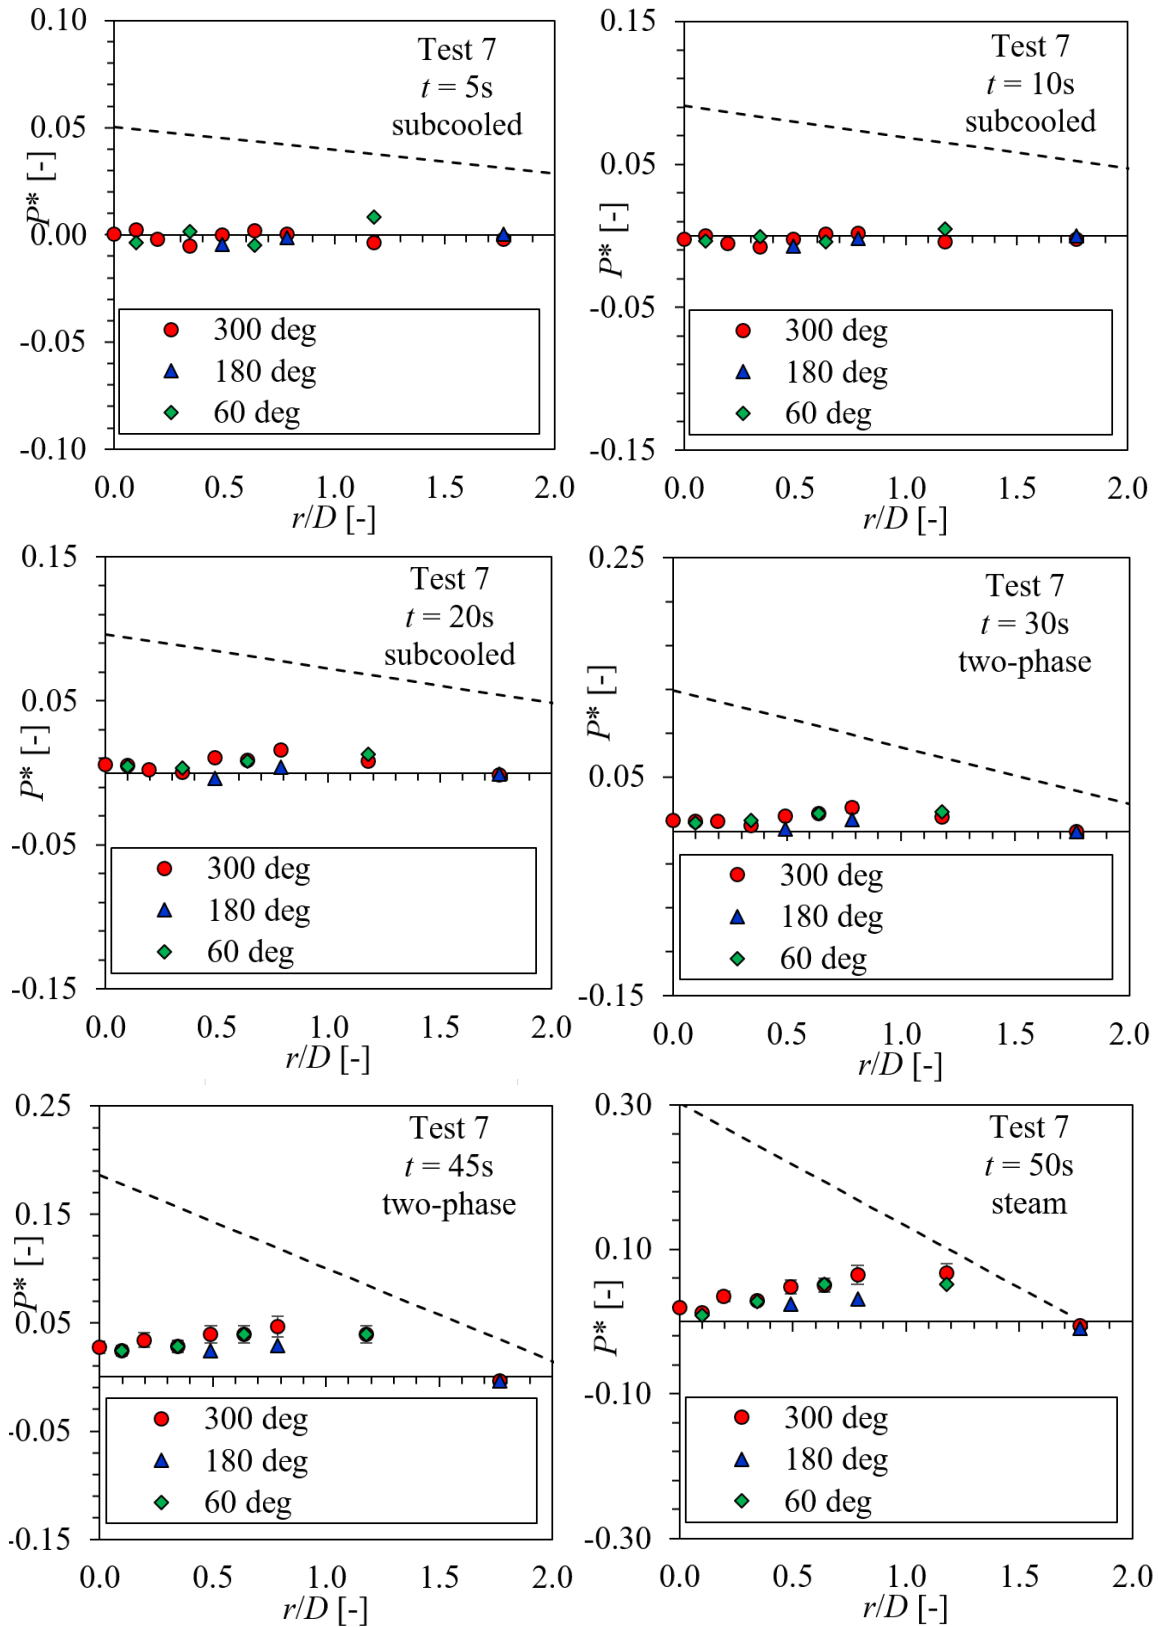 0.10
0.05
0.00
-0.05
-0.10
P* [-]
Test 7
t = 5s
subcooled
300 deg
180 deg
60 deg
0.0 0.5 1.0 1.5 2.0
r/D [-]
0.15
0.05
-0.05
-0.15
P* [-]
Test 7
t = 10s
subcooled
300 deg
180 deg
60 deg
0.0 0.5 1.0 1.5 2.0
r/D [-]
0.15
0.05
-0.05
-0.15
P* [-]
Test 7
t = 20s
subcooled
300 deg
180 deg
60 deg
0.0 0.5 1.0 1.5 2.0
r/D [-]
0.25
0.05
-0.15
P* [-]
Test 7
t = 30s
two-phase
300 deg
180 deg
60 deg
0.0 0.5 1.0 1.5 2.0
r/D [-]
0.25
0.15
0.05
-0.05
-0.15
P* [-]
Test 7
t = 45s
two-phase
300 deg
180 deg
60 deg
0.0 0.5 1.0 1.5 2.0
r/D [-]
0.30
0.10
-0.10
-0.30
P* [-]
Test 7
t = 50s
steam
300 deg
180 deg
60 deg
0.0 0.5 1.0 1.5 2.0
r/D [-]